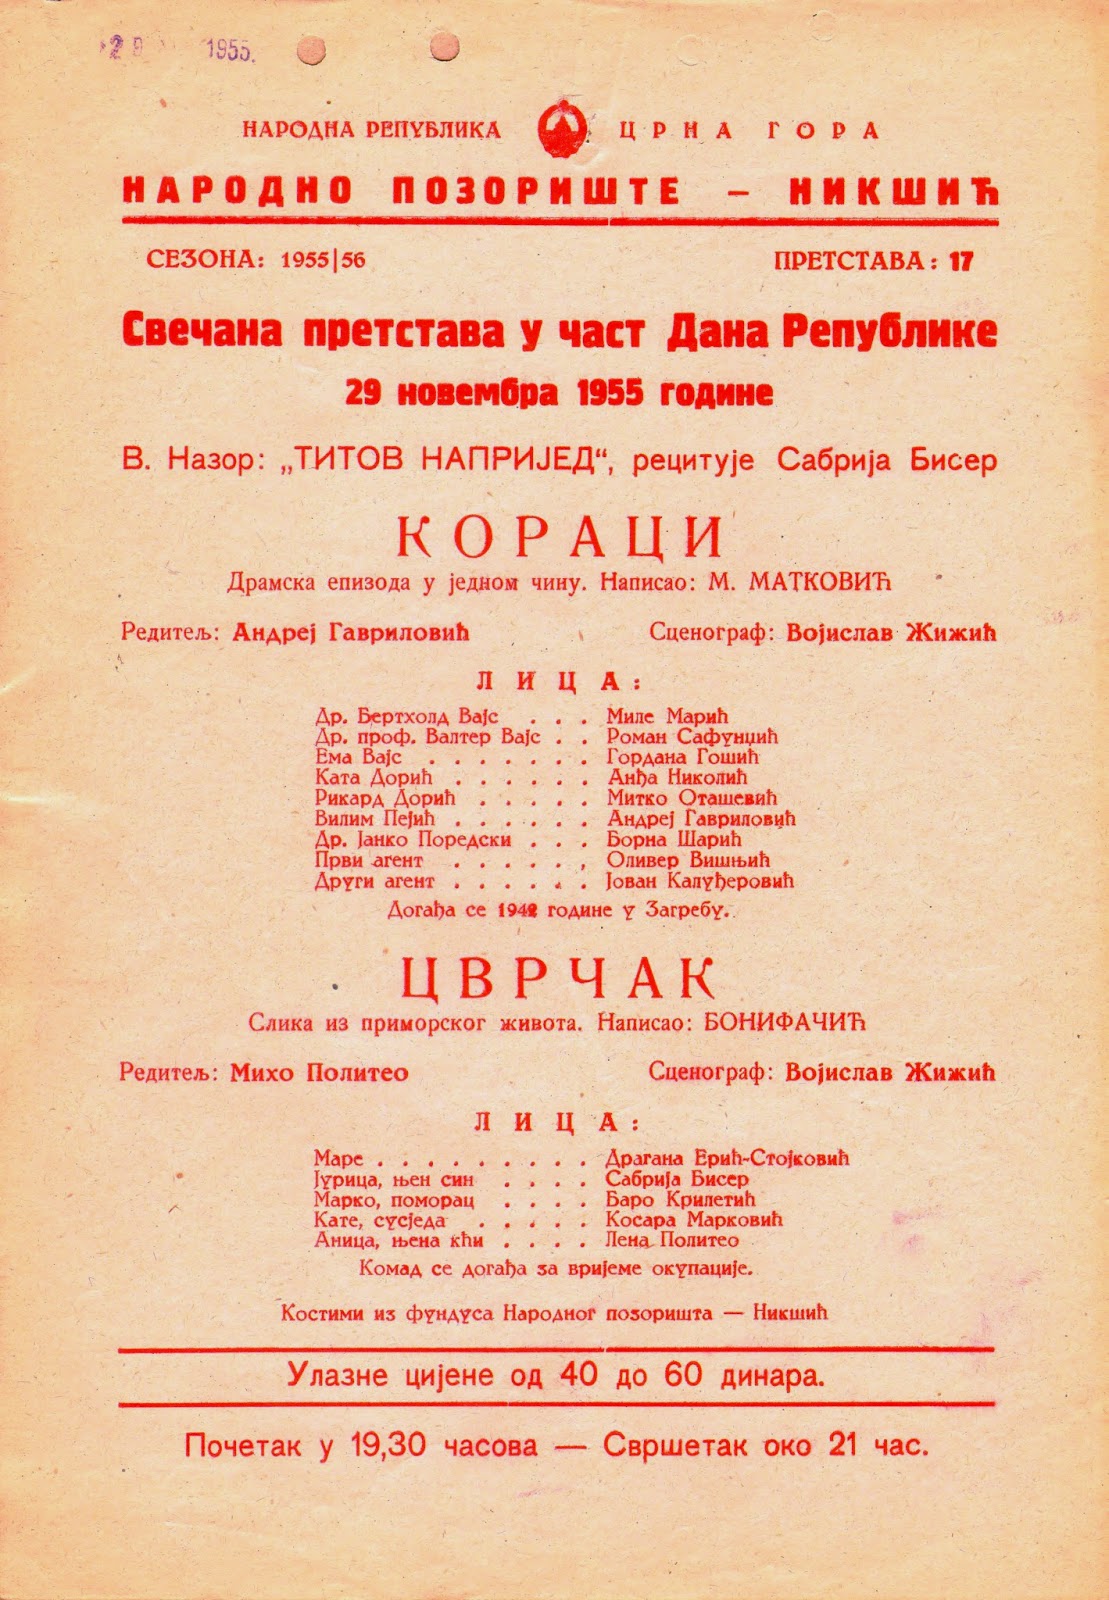 29 1955.
НАРОДНА РЕПУБЛИКА ЦРНА ГОРА
НАРОДНО ПОЗОРИШТЕ – НИКШИЋ
СЕЗОНА: 1955|56 ПРЕТСТАВА: 17
Свечана претстава у част Дана Републике
29 новембра 1955 године
В. Назор: „ТИТОВ НАПРИЈЕД“, рецитује Сабрија Бисер
КОРАЦИ
Драмска епизода у једном чину. Написао: М. МАТКОВИЋ
Редитељ: Андреј Гавриловић Сценограф: Војислав Жижић
ЛИЦА:
Др. Бертхолд Вајс . . . Миле Марић
Др. проф. Валтер Вајс . . Роман Сафунџић
Ема Вајс . . . . . . . Гордана Гошић
Ката Дорић . . . . . . Анђа Николић
Рикард Дорић . . . . . Митко Оташевић
Вилим Пејић . . . . . . Андреј Гавриловић
Др. Јанко Поредски . . . Борна Шарић
Први агент . . . . . , Оливер Вишњић
Други агент . . . . . . Јован Калуђеровић
Догађа се 1942 године у Загребу.
ЦВРЧАК
Слика из приморског живота. Написао: БОНИФАЧИЋ
Редитељ: Михо Политео Сценограф: Војислав Жижић
ЛИЦА:
Маре . . . . . . . . . Драгана Ерић-Стојковић
Јурица, њен син . . . . Сабрија Бисер
Марко, поморац . . . . Баро Крилетић
Кате, сусједа . . . . . Косара Марковић
Аница, њена кћи . . . . Лена Политео
Комад се догађа за вријеме окупације.
Костими из фундуса Народног позоришта — Никшић
Улазне цијене од 40 до 60 динара.
Почетак у 19,30 часова — Свршетак око 21 час.